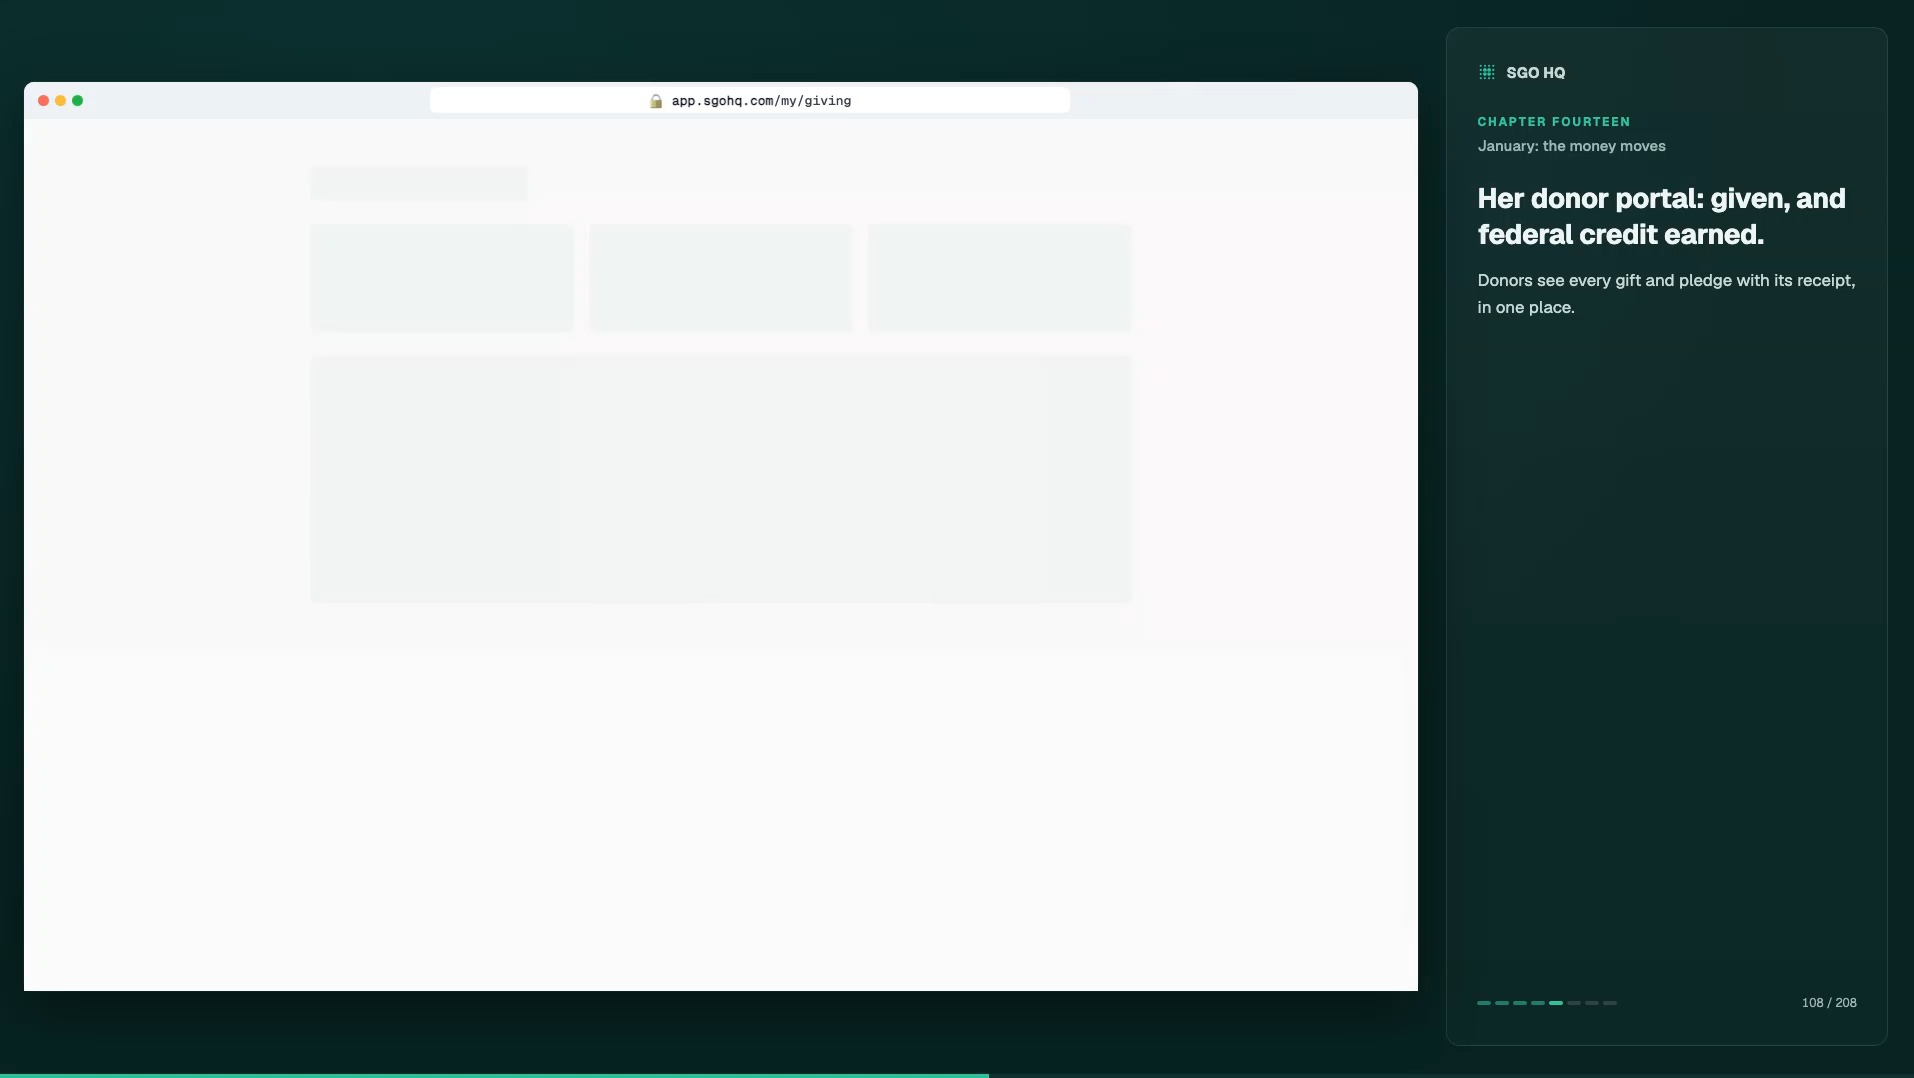 app.sgohq.com/my/giving
SGO HQ
CHAPTER FOURTEEN
January: the money moves
Her donor portal: given, and
federal credit earned.
Donors see every gift and pledge with its receipt,
in one place.
108 / 208